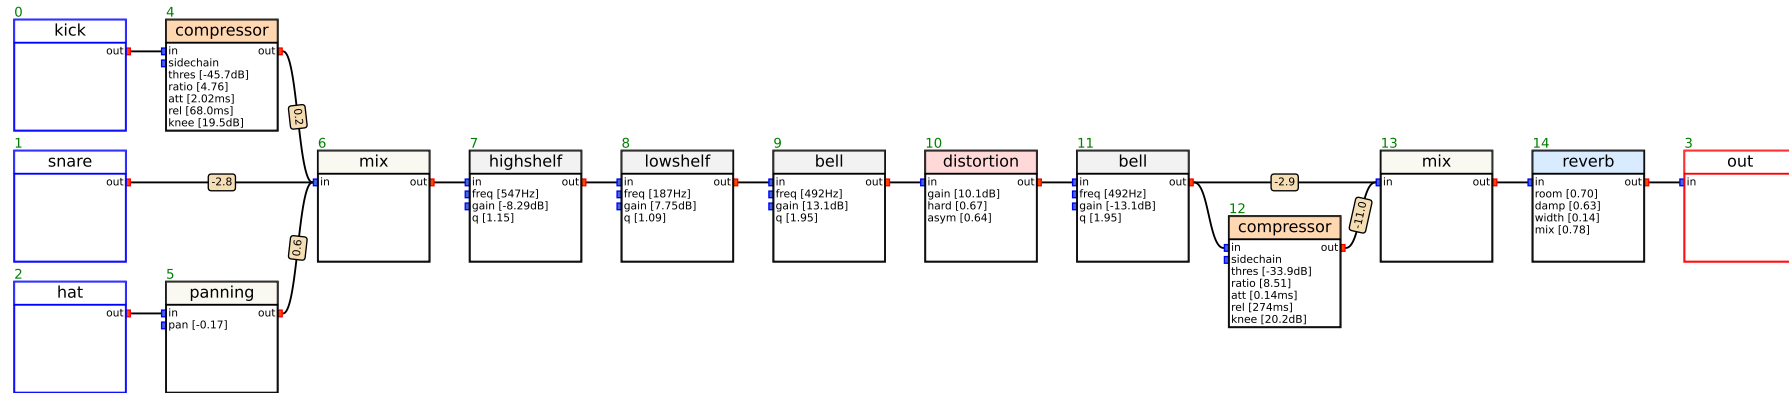 0
kick
out
4
compressor
in out
sidechain
thres [-45.7dB]
ratio [4.76]
att [2.02ms]
rel [68.0ms]
knee [19.5dB]
0.2
1
snare
out
-2.8
2
hat
out
5
panning
in out
pan [-0.17]
0.6
6
mix
in out
7
highshelf
in out
freq [547Hz]
gain [-8.29dB]
q [1.15]
8
lowshelf
in out
freq [187Hz]
gain [7.75dB]
q [1.09]
9
bell
in out
freq [492Hz]
gain [13.1dB]
q [1.95]
10
distortion
in out
gain [10.1dB]
hard [0.67]
asym [0.64]
11
bell
in out
freq [492Hz]
gain [-13.1dB]
q [1.95]
-2.9
12
compressor
in out
sidechain
thres [-33.9dB]
ratio [8.51]
att [0.14ms]
rel [274ms]
knee [20.2dB]
-11.0
13
mix
in out
14
reverb
in out
room [0.70]
damp [0.63]
width [0.14]
mix [0.78]
3
out
in